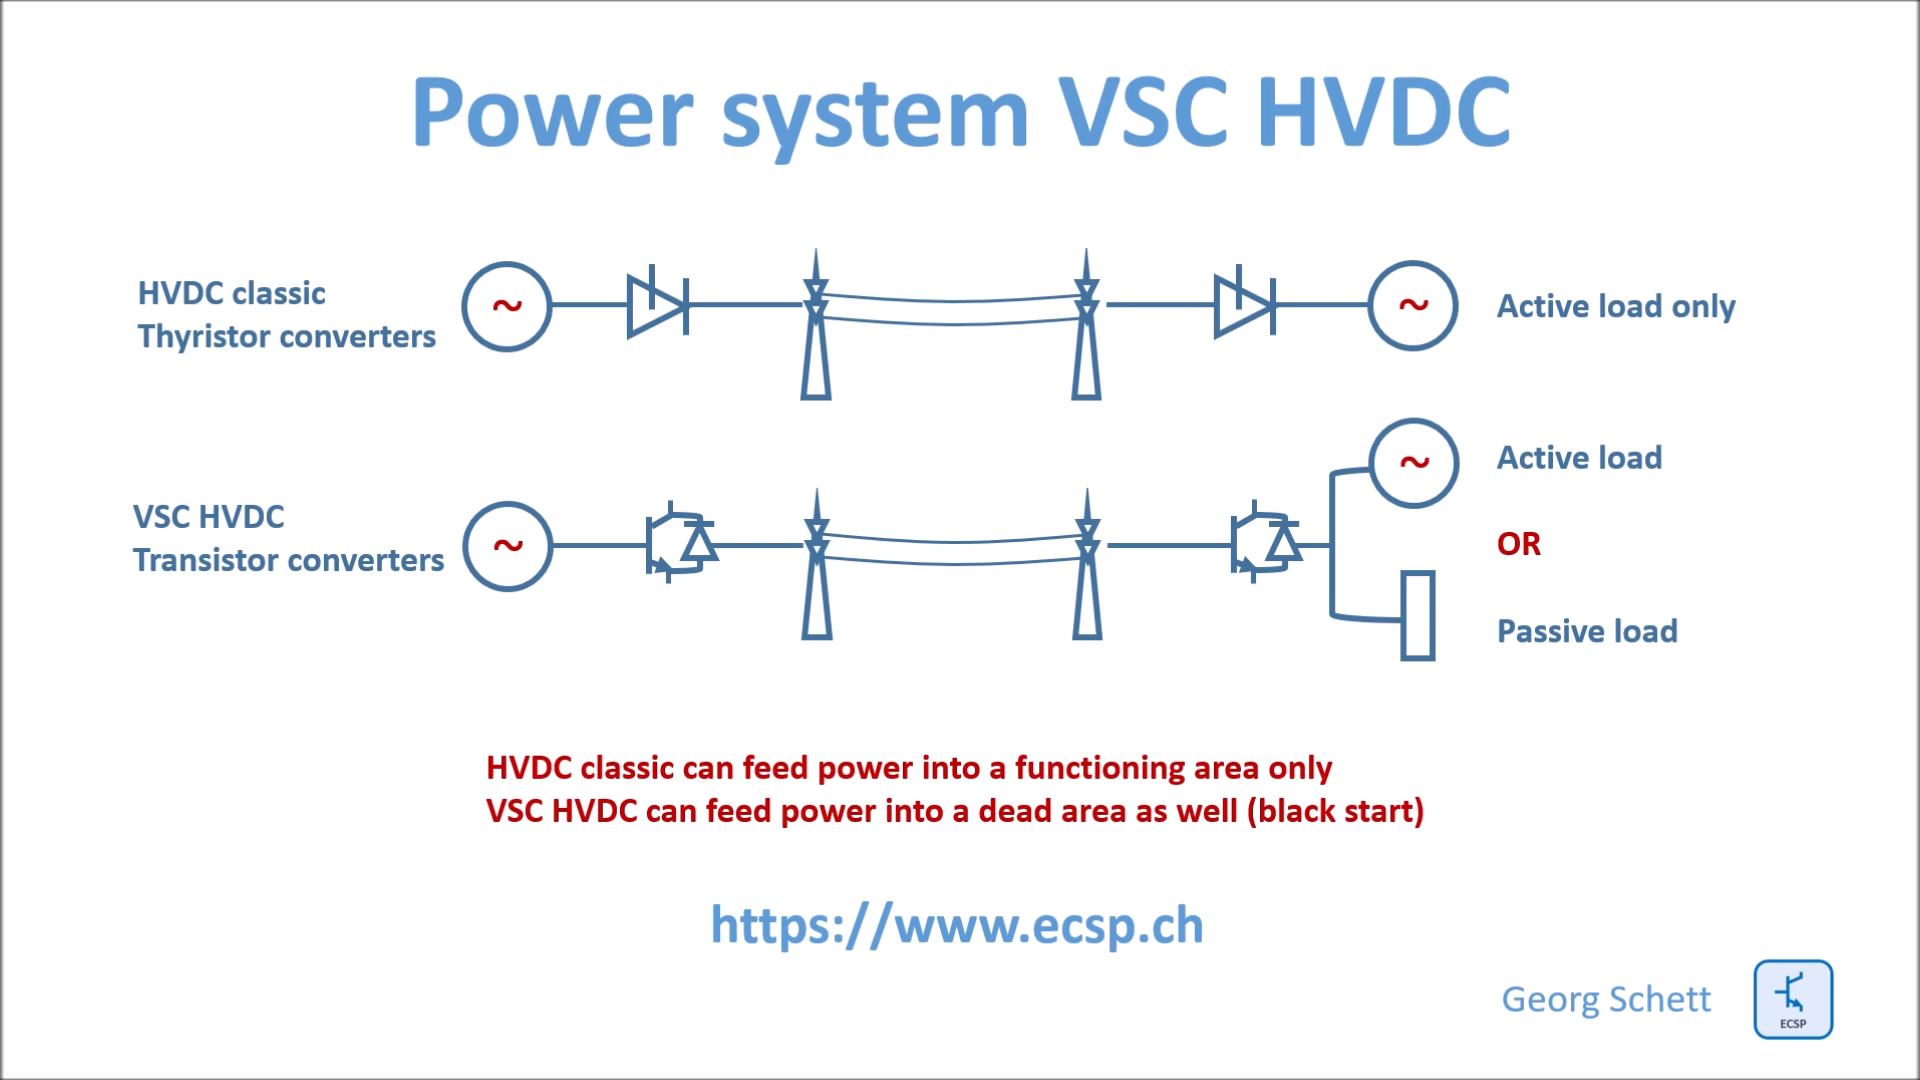 Power system VSC HVDC
HVDC classic
Thyristor converters
~
~
Active load only
VSC HVDC
Transistor converters
~
~
Active load
OR
Passive load
HVDC classic can feed power into a functioning area only
VSC HVDC can feed power into a dead area as well (black start)
https://www.ecsp.ch
Georg Schett
ECSP